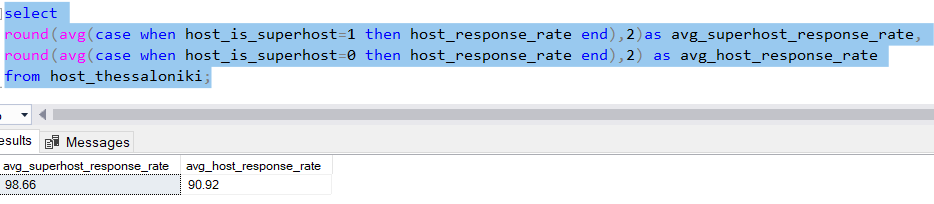 select
round(avg(case when host_is_superhost=1 then host_response_rate end),2)as avg_superhost_response_rate,
round(avg(case when host_is_superhost=0 then host_response_rate end),2) as avg_host_response_rate
from host_thessaloniki;
esults Messages
avg_superhost_response_rate avg_host_response_rate
98.66 90.92